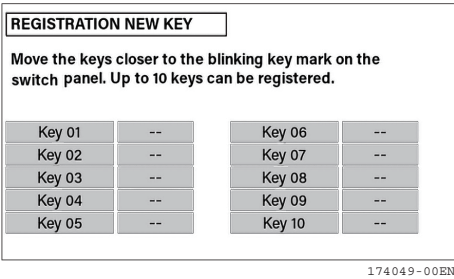 REGISTRATION NEW KEY
Move the keys closer to the blinking key mark on the
switch panel. Up to 10 keys can be registered.
Key 01 -- Key 06 --
Key 02 -- Key 07 --
Key 03 -- Key 08 --
Key 04 -- Key 09 --
Key 05 -- Key 10 --
174049-00EN